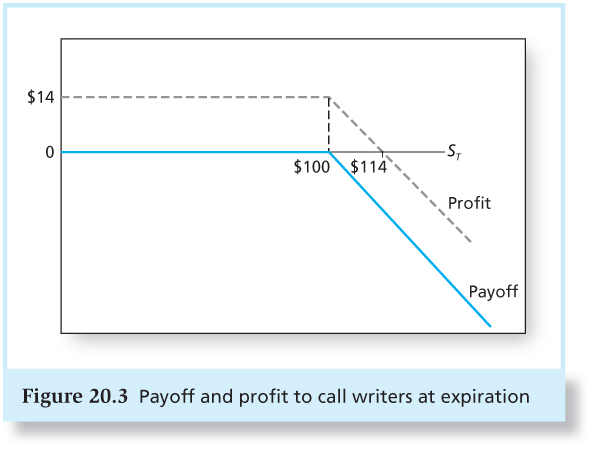 $14
0
$100
$114
S_T
Profit
Payoff
Figure 20.3 Payoff and profit to call writers at expiration